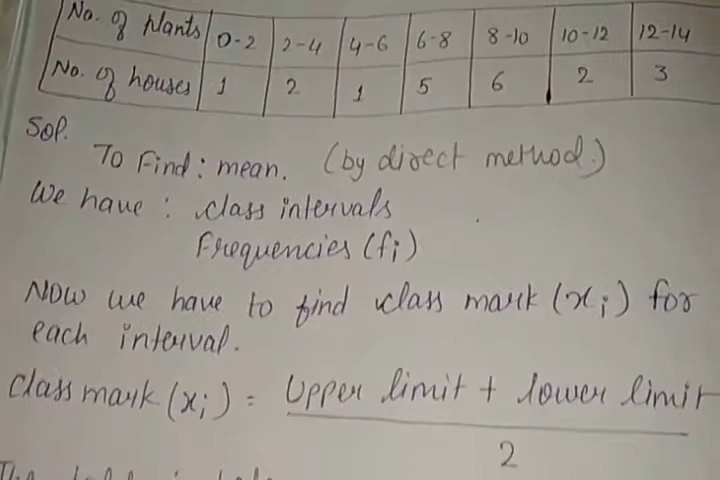 No. of plants 0-2 2-4 4-6 6-8 8-10 10-12 12-14
No. of houses 1 2 1 5 6 2 3
Sol.
To Find: mean. (by direct method.)
We have : class intervals
Frequencies (fi)
Now we have to find class mark (xi) for
each interval.
Class mark (xi) = Upper limit + lower limit
2